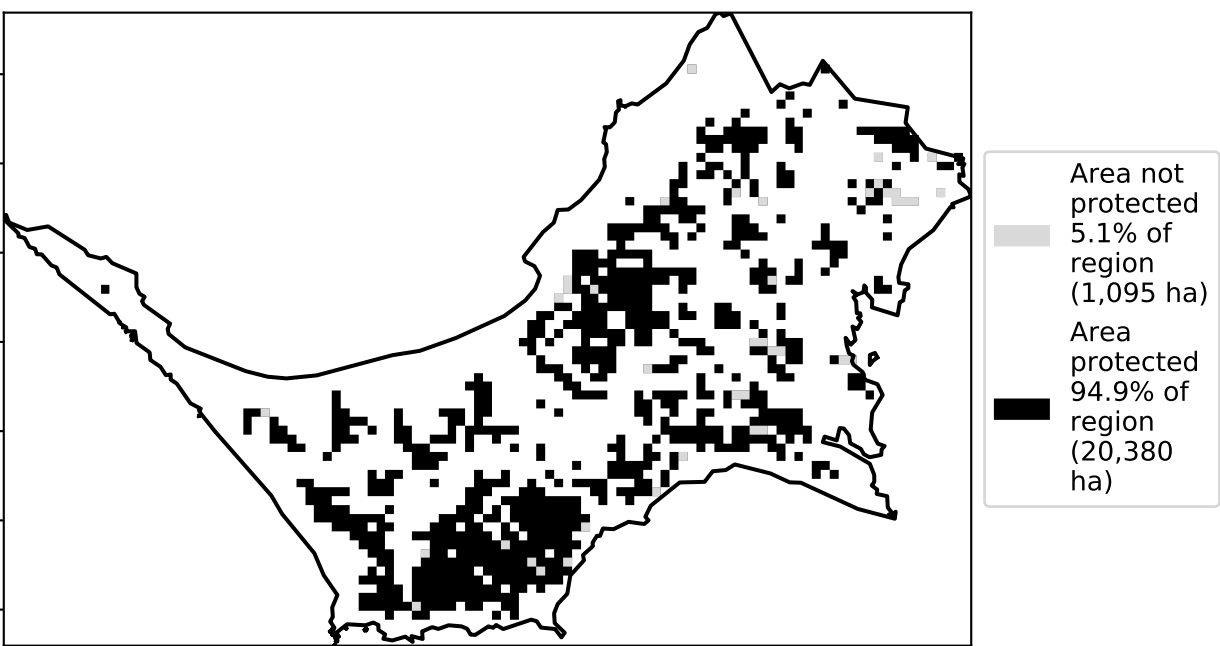 Area not
protected
5.1% of
region
(1,095 ha)
Area
protected
94.9% of
region
(20,380
ha)